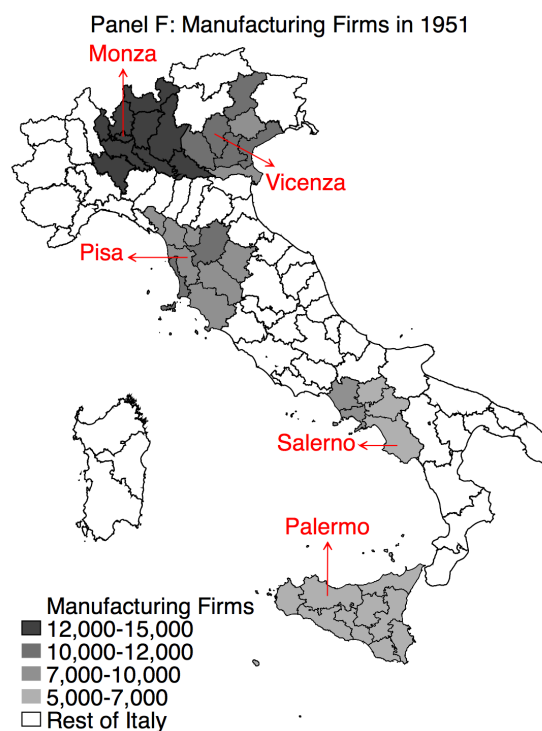 Panel F: Manufacturing Firms in 1951
Monza
Vicenza
Pisa
Salerno
Palermo
Manufacturing Firms
12,000-15,000
10,000-12,000
7,000-10,000
5,000-7,000
Rest of Italy